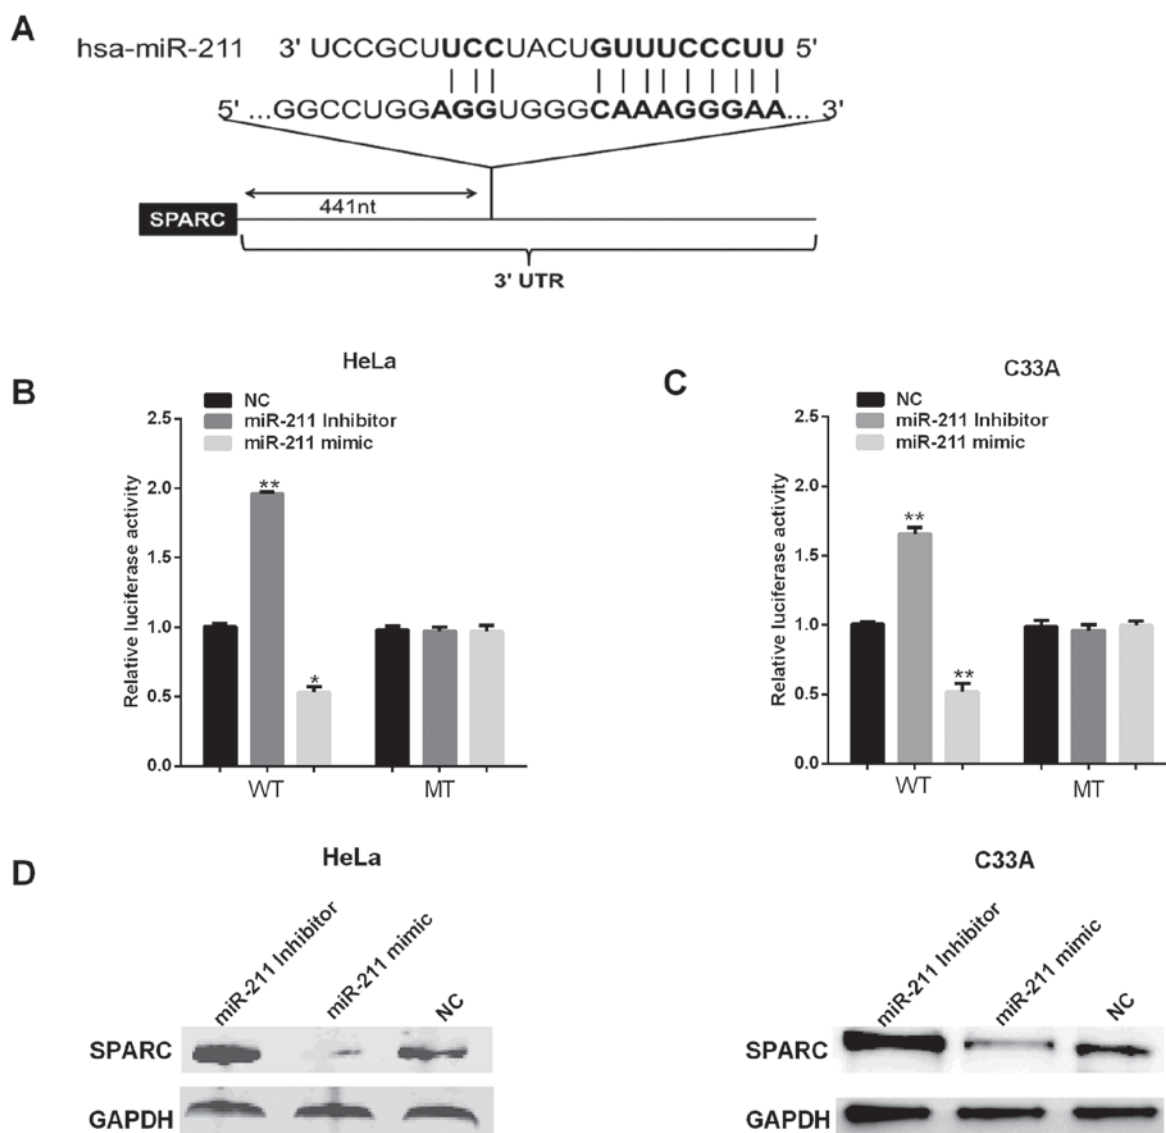 A
hsa-miR-211 3' UCCGCUUCCUACUGUUUCCCUU 5'
5' ...GGCCUGGAGGUGGGCAAAGGGAA... 3'
441nt
SPARC
3' UTR
B
HeLa
NC
miR-211 Inhibitor
miR-211 mimic
Relative luciferase activity
2.5
2.0
1.5
1.0
0.5
0.0
**
*
WT
MT
C
C33A
NC
miR-211 Inhibitor
miR-211 mimic
Relative luciferase activity
2.5
2.0
1.5
1.0
0.5
0.0
**
**
WT
MT
D
HeLa
miR-211 Inhibitor
miR-211 mimic
NC
SPARC
GAPDH
C33A
miR-211 Inhibitor
miR-211 mimic
NC
SPARC
GAPDH